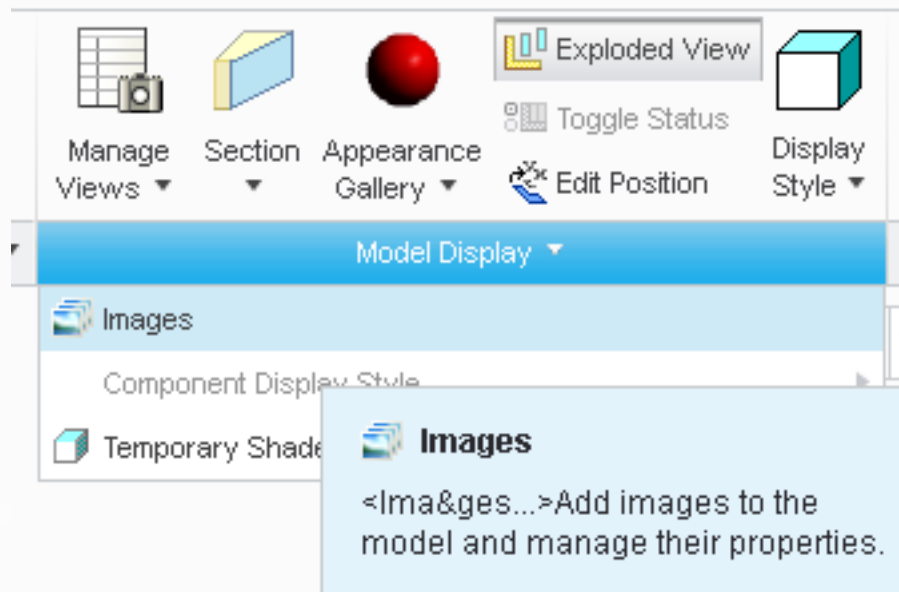 Manage
Views
Section
Appearance
Gallery
Exploded View
Toggle Status
Edit Position
Display
Style
Model Display
Images
Component Display Style
Temporary Shade
Images
<Ima&ges...>Add images to the
model and manage their properties.